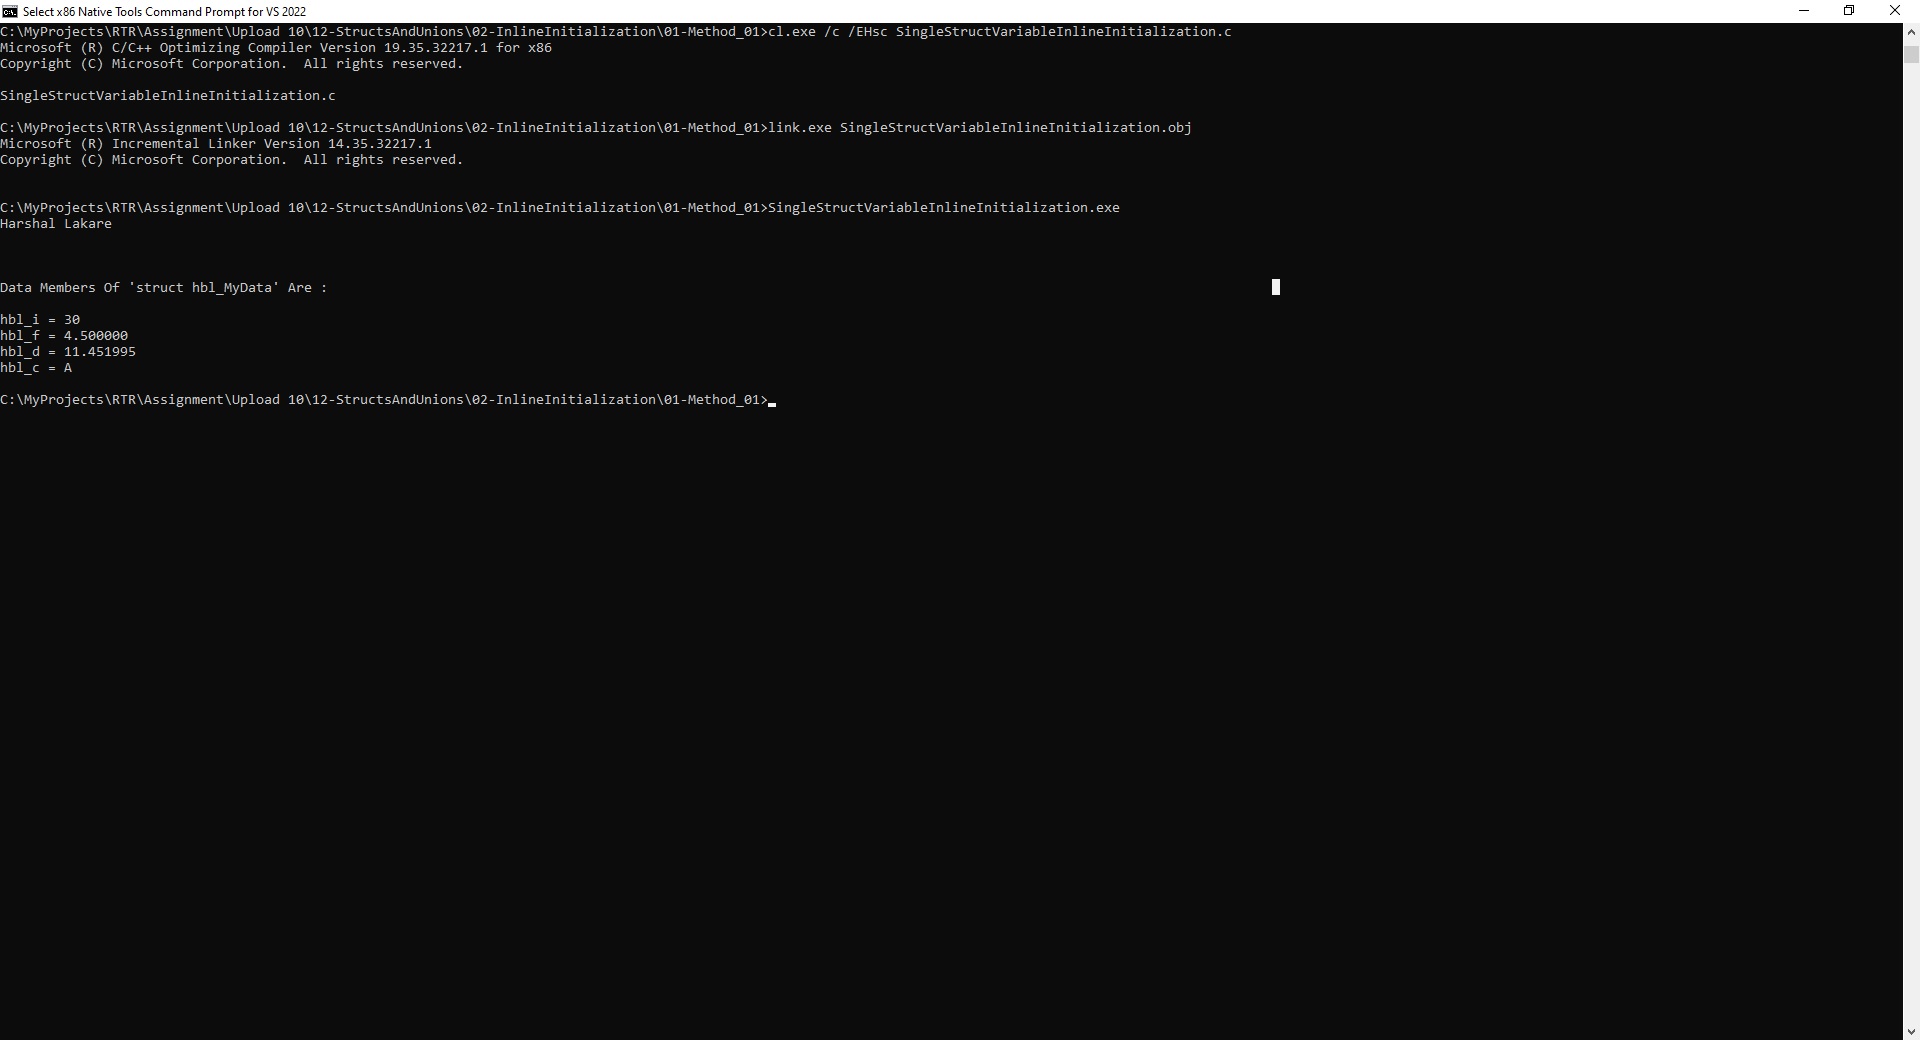 Select x86 Native Tools Command Prompt for VS 2022
C:\MyProjects\RTR\Assignment\Upload 10\12-StructsAndUnions\02-InlineInitialization\01-Method_01>cl.exe /c /EHsc SingleStructVariableInlineInitialization.c
Microsoft (R) C/C++ Optimizing Compiler Version 19.35.32217.1 for x86
Copyright (C) Microsoft Corporation.  All rights reserved.
SingleStructVariableInlineInitialization.c
C:\MyProjects\RTR\Assignment\Upload 10\12-StructsAndUnions\02-InlineInitialization\01-Method_01>link.exe SingleStructVariableInlineInitialization.obj
Microsoft (R) Incremental Linker Version 14.35.32217.1
Copyright (C) Microsoft Corporation.  All rights reserved.
C:\MyProjects\RTR\Assignment\Upload 10\12-StructsAndUnions\02-InlineInitialization\01-Method_01>SingleStructVariableInlineInitialization.exe
Harshal Lakare
Data Members Of 'struct hbl_MyData' Are :
hbl_i = 30
hbl_f = 4.500000
hbl_d = 11.451995
hbl_c = A
C:\MyProjects\RTR\Assignment\Upload 10\12-StructsAndUnions\02-InlineInitialization\01-Method_01>